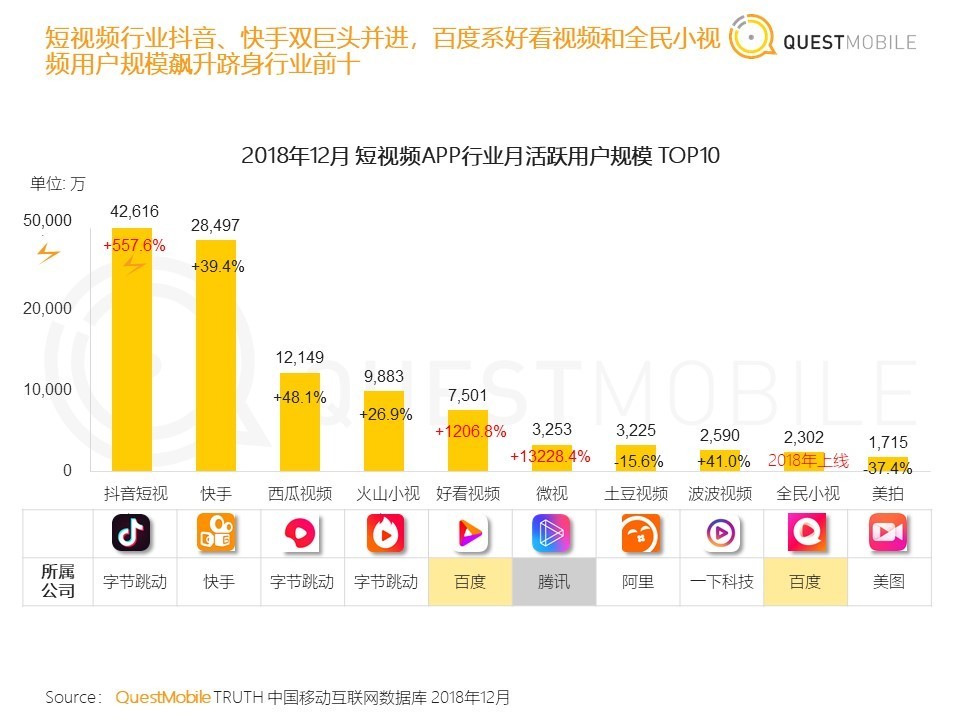 短视频行业抖音、快手双巨头并进，百度系好看视频和全民小视
频用户规模飙升跻身行业前十
QUESTMOBILE
2018年12月 短视频APP行业月活跃用户规模 TOP10
单位: 万
50,000
20,000
10,000
0
42,616
+557.6%
28,497
+39.4%
12,149
+48.1%
9,883
+26.9%
7,501
+1206.8%
3,253
+13228.4%
3,225
-15.6%
2,590
+41.0%
2,302
2018年上线
1,715
-37.4%
QUESTMOBILE
抖音短视 快手 西瓜视频 火山小视 好看视频 微视 土豆视频 波波视频 全民小视 美拍
所属
公司
字节跳动 快手 字节跳动 字节跳动 百度 腾讯 阿里 一下科技 百度 美图
Source： QuestMobile TRUTH 中国移动互联网数据库 2018年12月